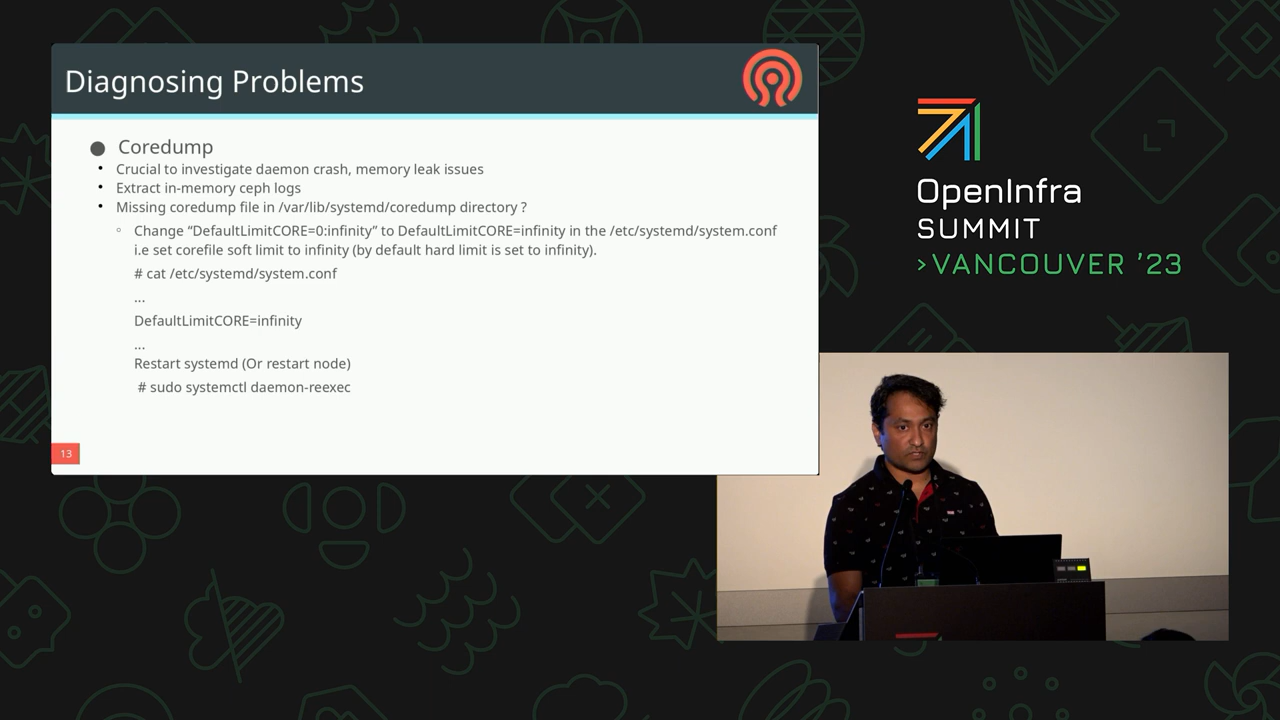 Diagnosing Problems
Coredump
Crucial to investigate daemon crash, memory leak issues
Extract in-memory ceph logs
Missing coredump file in /var/lib/systemd/coredump directory ?
Change “DefaultLimitCORE=0:infinity” to DefaultLimitCORE=infinity in the /etc/systemd/system.conf
i.e set corefile soft limit to infinity (by default hard limit is set to infinity).
# cat /etc/systemd/system.conf
...
DefaultLimitCORE=infinity
...
Restart systemd (Or restart node)
# sudo systemctl daemon-reexec
13
OpenInfra
SUMMIT
>VANCOUVER ’23